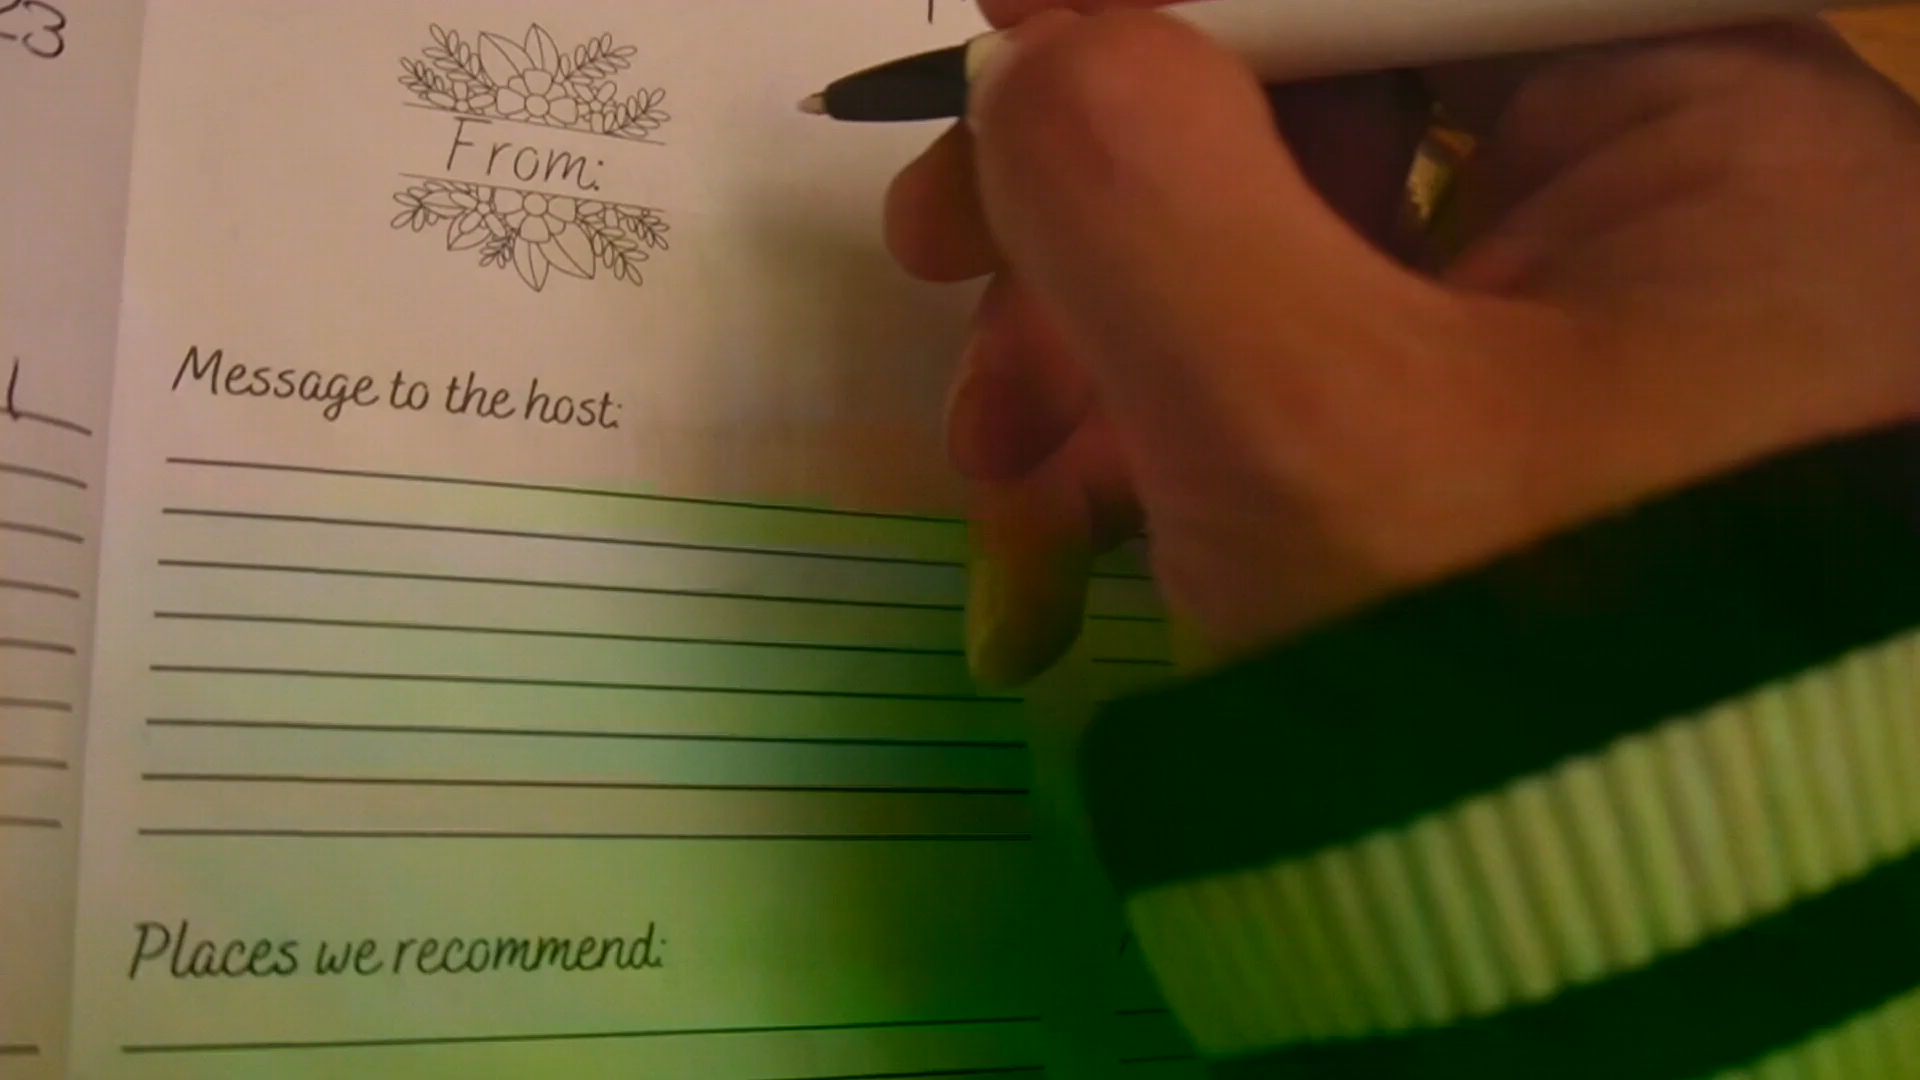 From:
Message to the host:
Places we recommend: